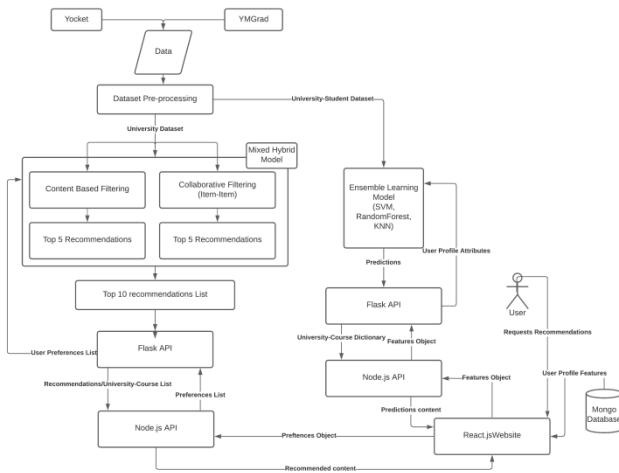 Yocket
YMGrad
Data
Dataset Pre-processing
University-Student Dataset
University Dataset
Mixed Hybrid
Model
Content Based Filtering
Collaborative Filtering
(Item-Item)
Ensemble Learning
Model
(SVM,
RandomForest,
KNN)
Top 5 Recommendations
Top 5 Recommendations
User Profile Attributes
Predictions
Top 10 recommendations List
Flask API
User
Requests Recommendations
University-Course Dictionary
Features Object
Flask API
User Preferences List
Recommendations/University-Course List
Preferences List
Node.js API
Features Object
User Profile Features
Mongo
Database
Predictions content
Node.js API
Preftences Object
React.jsWebsite
Recommended content